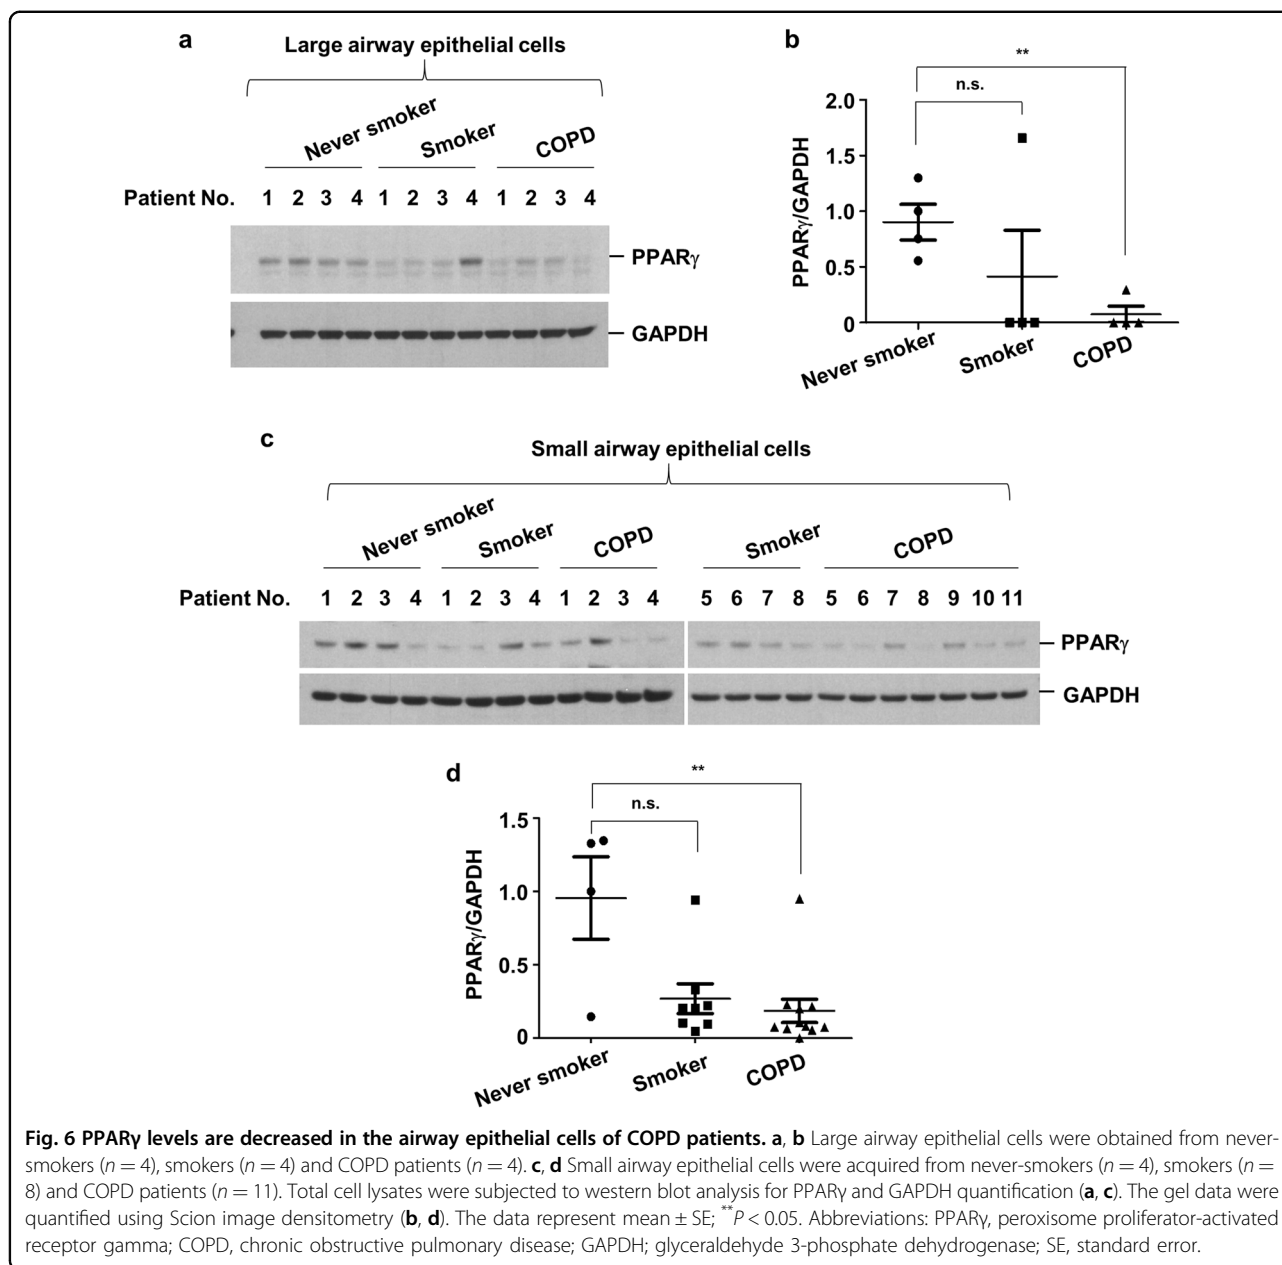 a
Large airway epithelial cells
Never smoker Smoker COPD
Patient No. 1 2 3 4 1 2 3 4 1 2 3 4
PPARγ
GAPDH
b
**
n.s.
PPARγ/GAPDH
2.0
1.5
1.0
0.5
0
Never smoker Smoker COPD
c
Small airway epithelial cells
Never smoker Smoker COPD Smoker COPD
Patient No. 1 2 3 4 1 2 3 4 1 2 3 4 5 6 7 8 5 6 7 8 9 10 11
PPARγ
GAPDH
d
**
n.s.
PPARγ/GAPDH
1.5
1.0
0.5
0
Never smoker Smoker COPD
Fig. 6 PPARγ levels are decreased in the airway epithelial cells of COPD patients. a, b Large airway epithelial cells were obtained from never-
smokers (n = 4), smokers (n = 4) and COPD patients (n = 4). c, d Small airway epithelial cells were acquired from never-smokers (n = 4), smokers (n =
8) and COPD patients (n = 11). Total cell lysates were subjected to western blot analysis for PPARγ and GAPDH quantification (a, c). The gel data were
quantified using Scion image densitometry (b, d). The data represent mean ± SE; **P < 0.05. Abbreviations: PPARγ, peroxisome proliferator-activated
receptor gamma; COPD, chronic obstructive pulmonary disease; GAPDH; glyceraldehyde 3-phosphate dehydrogenase; SE, standard error.